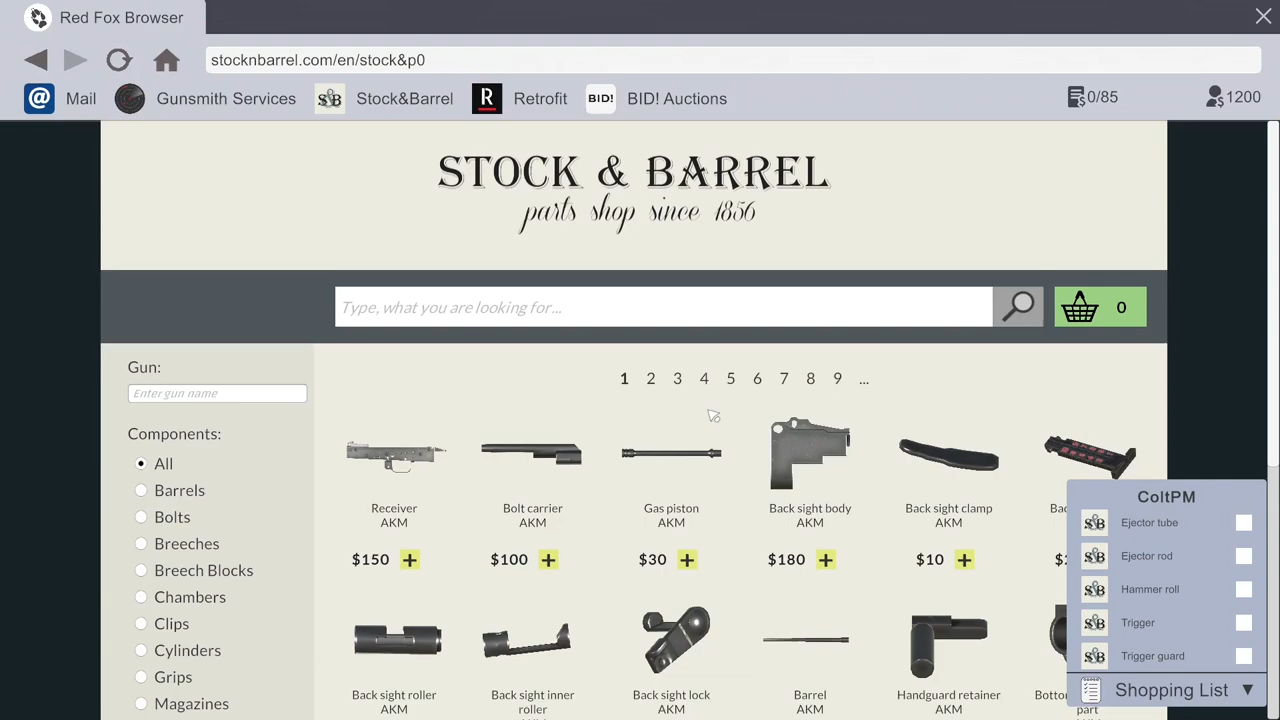 Red Fox Browser
stocknbarrel.com/en/stock&p0
@ Mail Gunsmith Services S&B Stock&Barrel R Retrofit BID! BID! Auctions 0/85 1200
STOCK & BARREL
parts shop since 1856
Type, what you are looking for... 0
Gun:
Enter gun name
Components:
All
Barrels
Bolts
Breeches
Breech Blocks
Chambers
Clips
Cylinders
Grips
Magazines
1 2 3 4 5 6 7 8 9 ...
Receiver
AKM
$150 +
Bolt carrier
AKM
$100 +
Gas piston
AKM
$30 +
Back sight body
AKM
$180 +
Back sight clamp
AKM
$10 +
Back sight roller
AKM
Back sight inner
roller
AKM
Back sight lock
AKM
Barrel
AKM
Handguard retainer
AKM
ColtPM
S&B Ejector tube
S&B Ejector rod
S&B Hammer roll
S&B Trigger
S&B Trigger guard
Shopping List